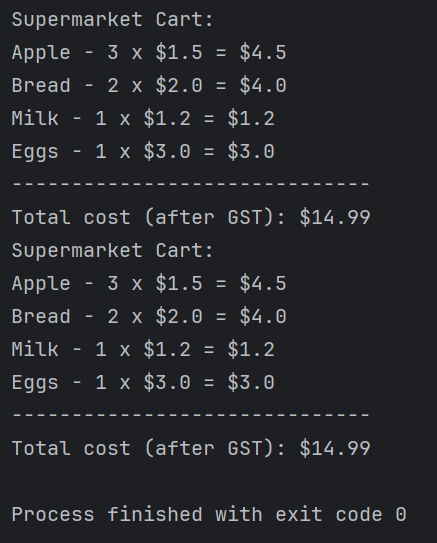 Supermarket Cart:
Apple - 3 x $1.5 = $4.5
Bread - 2 x $2.0 = $4.0
Milk - 1 x $1.2 = $1.2
Eggs - 1 x $3.0 = $3.0
------------------------------
Total cost (after GST): $14.99
Supermarket Cart:
Apple - 3 x $1.5 = $4.5
Bread - 2 x $2.0 = $4.0
Milk - 1 x $1.2 = $1.2
Eggs - 1 x $3.0 = $3.0
------------------------------
Total cost (after GST): $14.99
Process finished with exit code 0